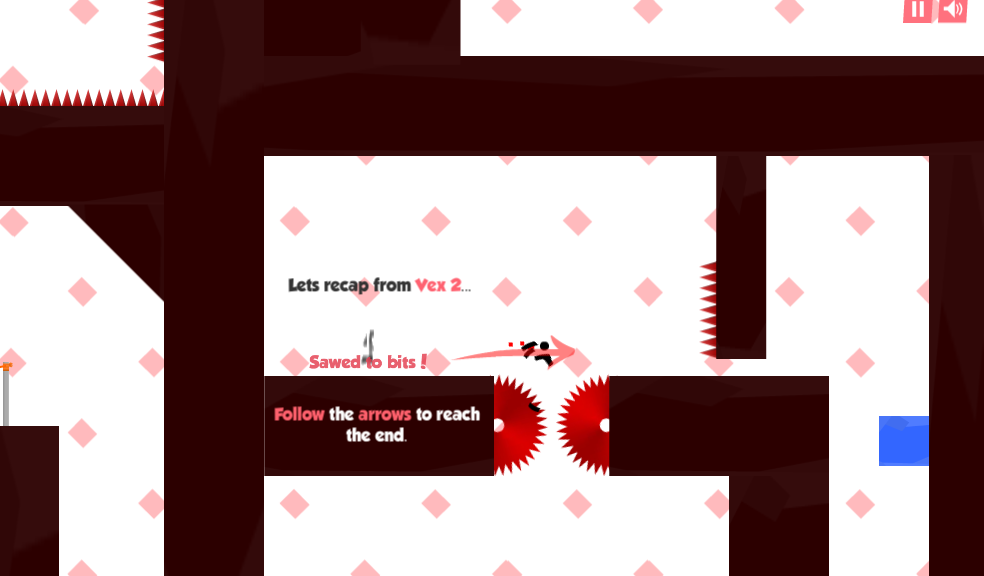 Lets recap from Vex 2...
Sawed to bits!
Follow the arrows to reach
the end.